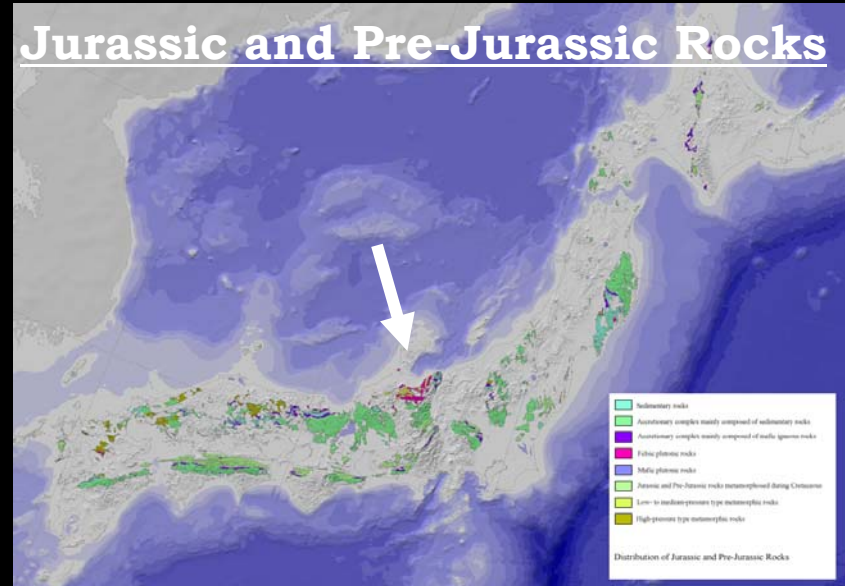 Jurassic and Pre-Jurassic Rocks
Sedimentary rocks
Accretionary complex mainly composed of sedimentary rocks
Accretionary complex mainly composed of mafic igneous rocks
Felsic plutonic rocks
Mafic plutonic rocks
Jurassic and Pre-Jurassic rocks metamorphosed during Cretaceous
Low- to medium-pressure type metamorphic rocks
High-pressure type metamorphic rocks
Distribution of Jurassic and Pre-Jurassic Rocks